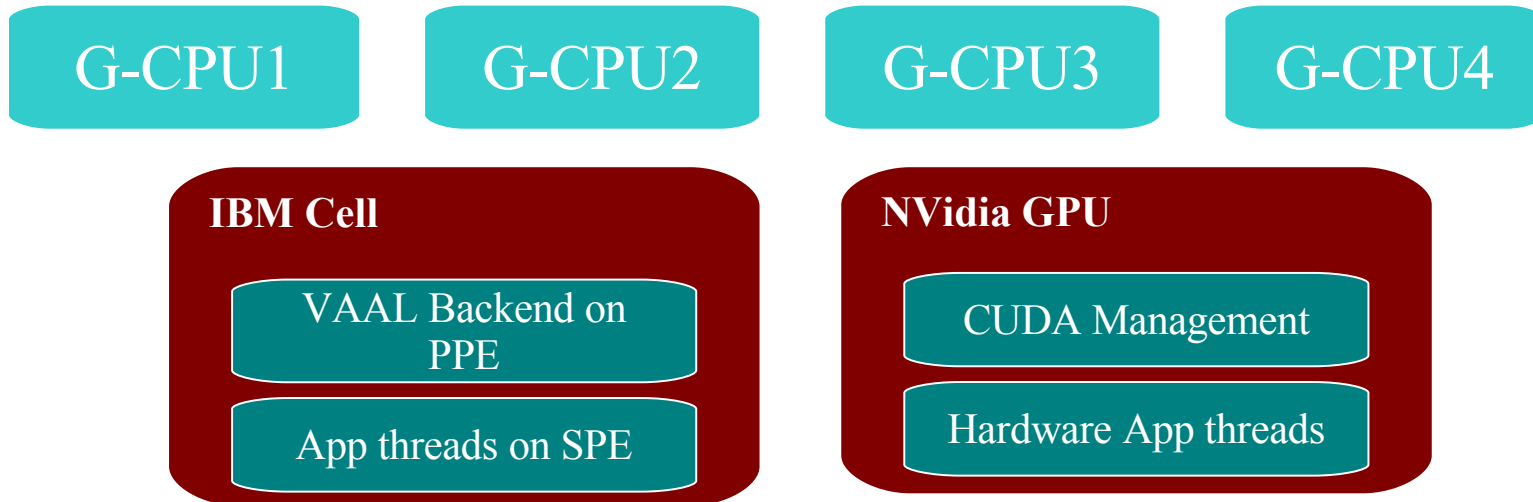 G-CPU1
G-CPU2
G-CPU3
G-CPU4
IBM Cell
VAAL Backend on
PPE
App threads on SPE
NVidia GPU
CUDA Management
Hardware App threads